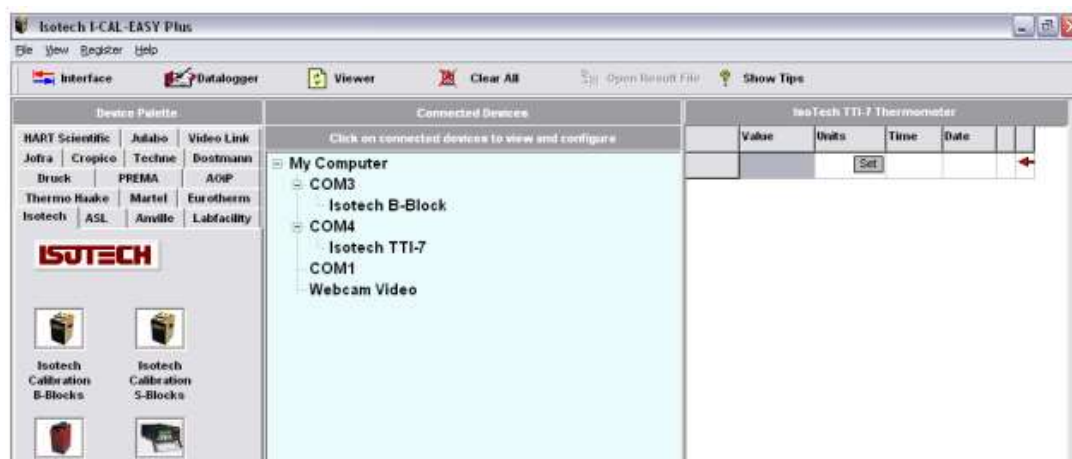 Isotech I-CAL-EASY Plus
File View Register Help
Interface Datalogger Viewer Clear All Open Result File Show Tips
Device Palette
HART Scientific Julabo Video Link
Jofra Cropico Techne Dostmann
Druck PREMA AOiP
Thermo Haake Martel Eurotherm
Isotech ASL Anville Labfacility
ISOTECH
Isotech Calibration B-Blocks
Isotech Calibration S-Blocks
Connected Devices
Click on connected devices to view and configure
My Computer
COM3
Isotech B-Block
COM4
Isotech TTI-7
COM1
Webcam Video
IsoTech TTI-7 Thermometer
Value Units Time Date
Set